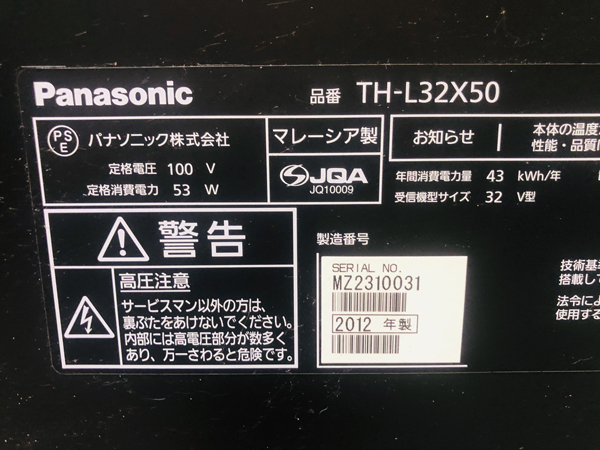 Panasonic
品番 TH-L32X50
PS
E
パナソニック株式会社
定格電圧 100 V
定格消費電力 53 W
マレーシア製
JQA
JQ10009
お知らせ
本体の温度
性能・品質
年間消費電力量 43 kWh/年
受信機型サイズ 32 V型
警告
高圧注意
サービスマン以外の方は、
裏ぶたをあけないでください。
内部には高電圧部分が数多く
あり、万一さわると危険です。
製造番号
SERIAL NO.
MZ2310031
2012 年製
技術基準
搭載して
法令によ
使用する